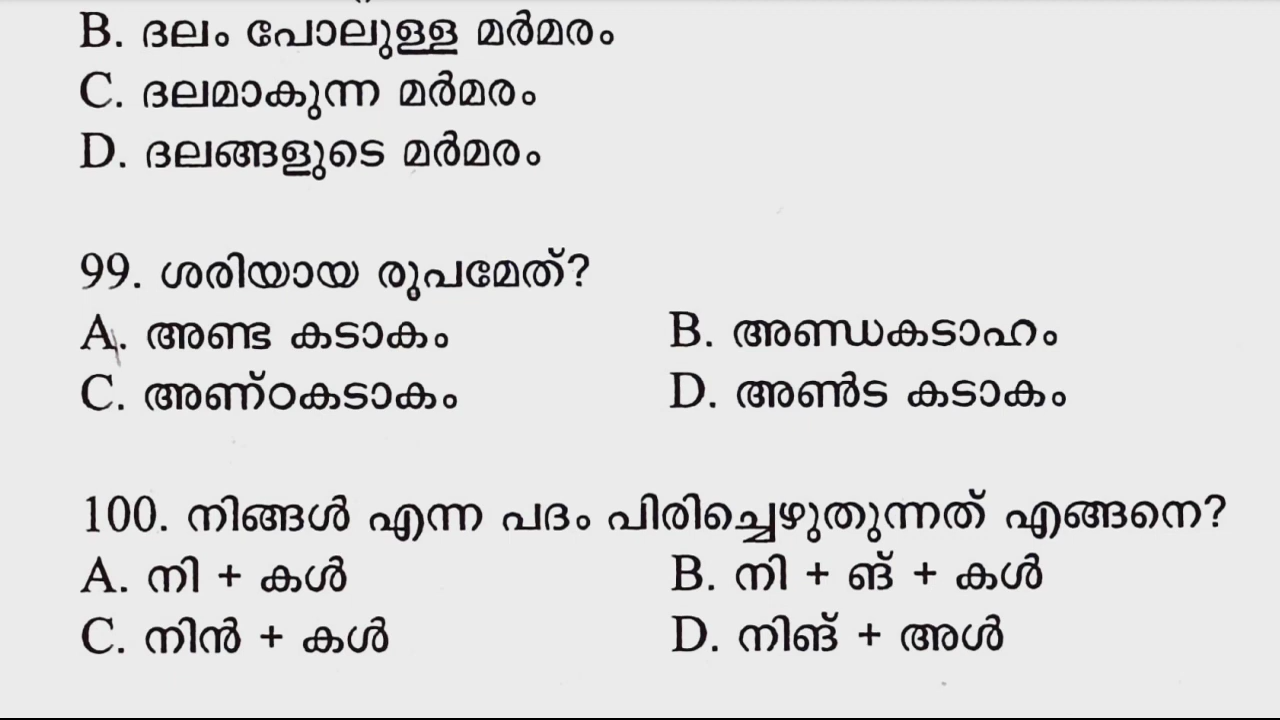 B. ദലം പോലുള്ള മർമരം
C. ദലമാകുന്ന മർമരം
D. ദലങ്ങളുടെ മർമരം
99. ശരിയായ രൂപമേത്?
A. അണ്ട കടാകം B. അണ്ഡകടാഹം
C. അണ്ഠകടാകം D. അൺട കടാകം
100. നിങ്ങൾ എന്ന പദം പിരിച്ചെഴുതുന്നത് എങ്ങനെ?
A. നി + കൾ B. നി + ങ് + കൾ
C. നിൻ + കൾ D. നിങ് + അൾ